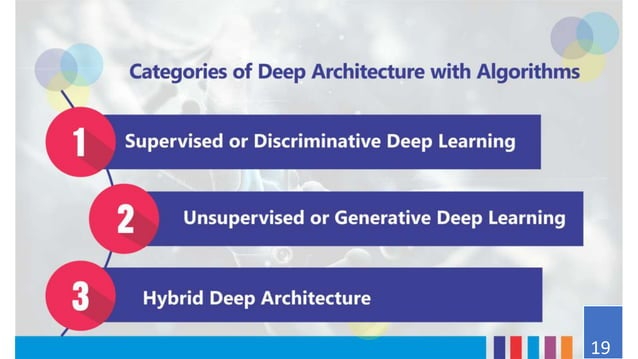 Categories of Deep Architecture with Algorithms
1
Supervised or Discriminative Deep Learning
2
Unsupervised or Generative Deep Learning
3
Hybrid Deep Architecture
19